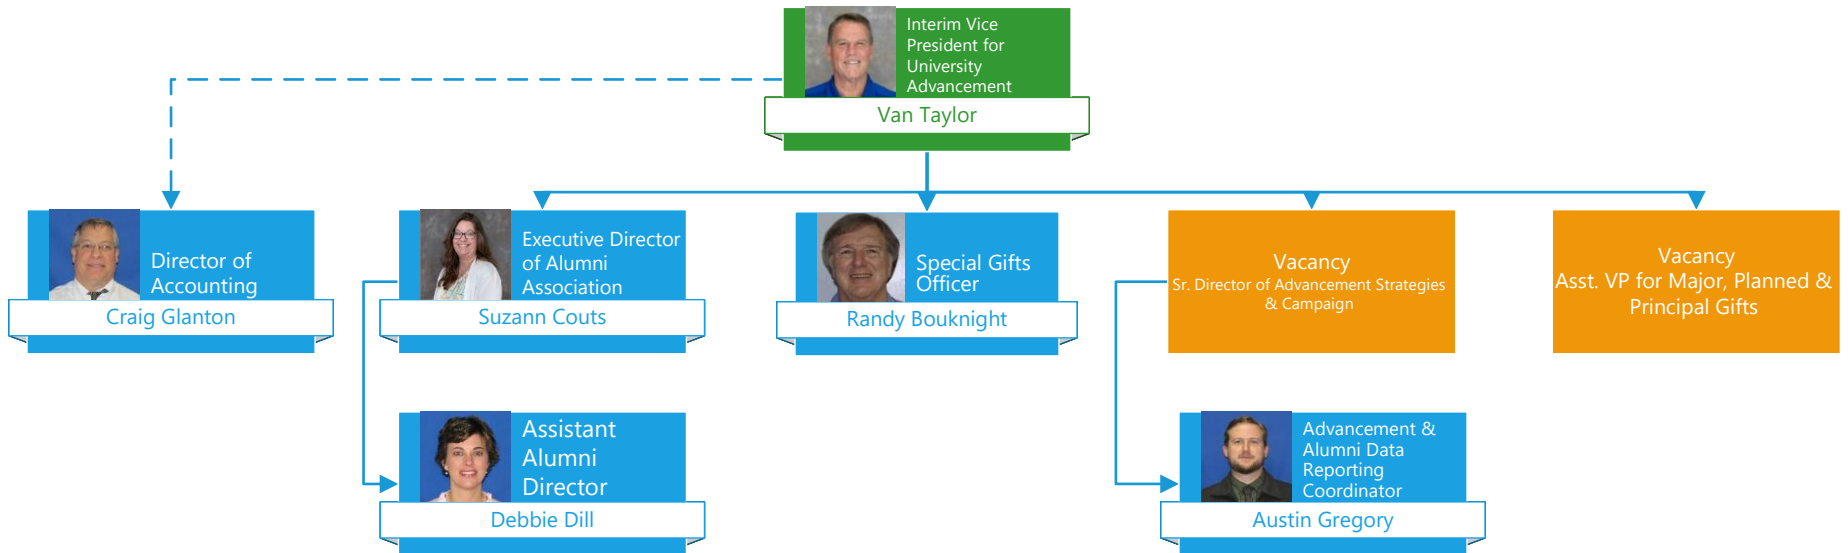 Interim Vice
President for
University
Advancement
Van Taylor
Director of
Accounting
Craig Glanton
Executive Director
of Alumni
Association
Suzann Couts
Special Gifts
Officer
Randy Bouknight
Vacancy
Sr. Director of Advancement Strategies
& Campaign
Vacancy
Asst. VP for Major, Planned &
Principal Gifts
Assistant
Alumni
Director
Debbie Dill
Advancement &
Alumni Data
Reporting
Coordinator
Austin Gregory